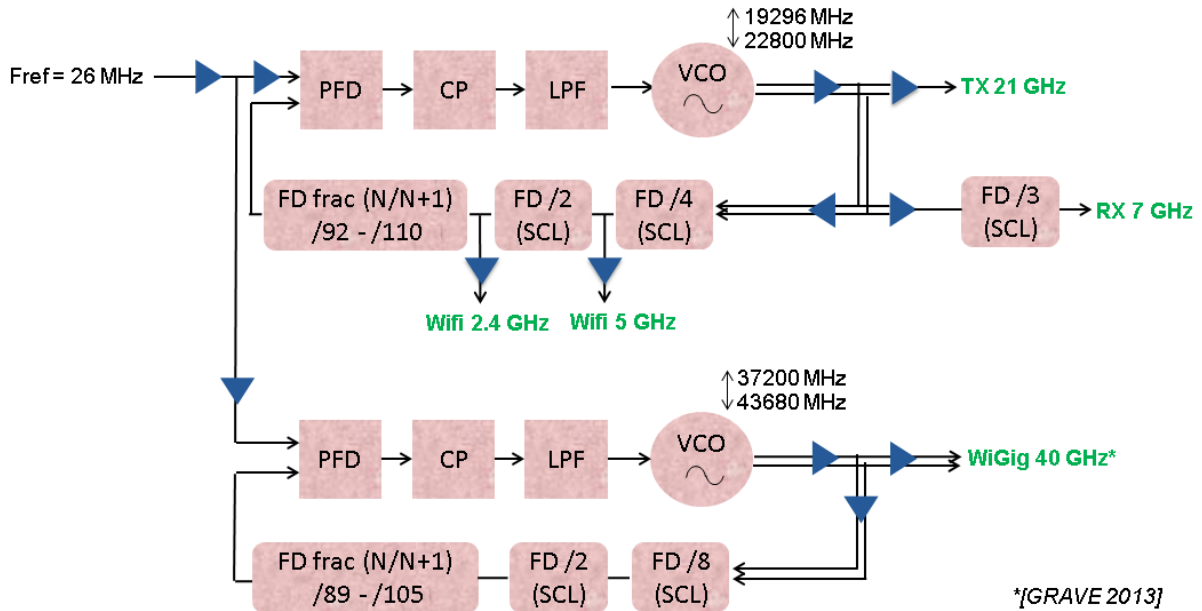 19296 MHz
22800 MHz
Fref = 26 MHz
PFD
CP
LPF
VCO
TX 21 GHz
FD frac (N/N+1)
/92 - /110
FD /2
(SCL)
FD /4
(SCL)
FD /3
(SCL)
RX 7 GHz
Wifi 2.4 GHz
Wifi 5 GHz
37200 MHz
43680 MHz
PFD
CP
LPF
VCO
WiGig 40 GHz*
FD frac (N/N+1)
/89 - /105
FD /2
(SCL)
FD /8
(SCL)
*[GRAVE 2013]